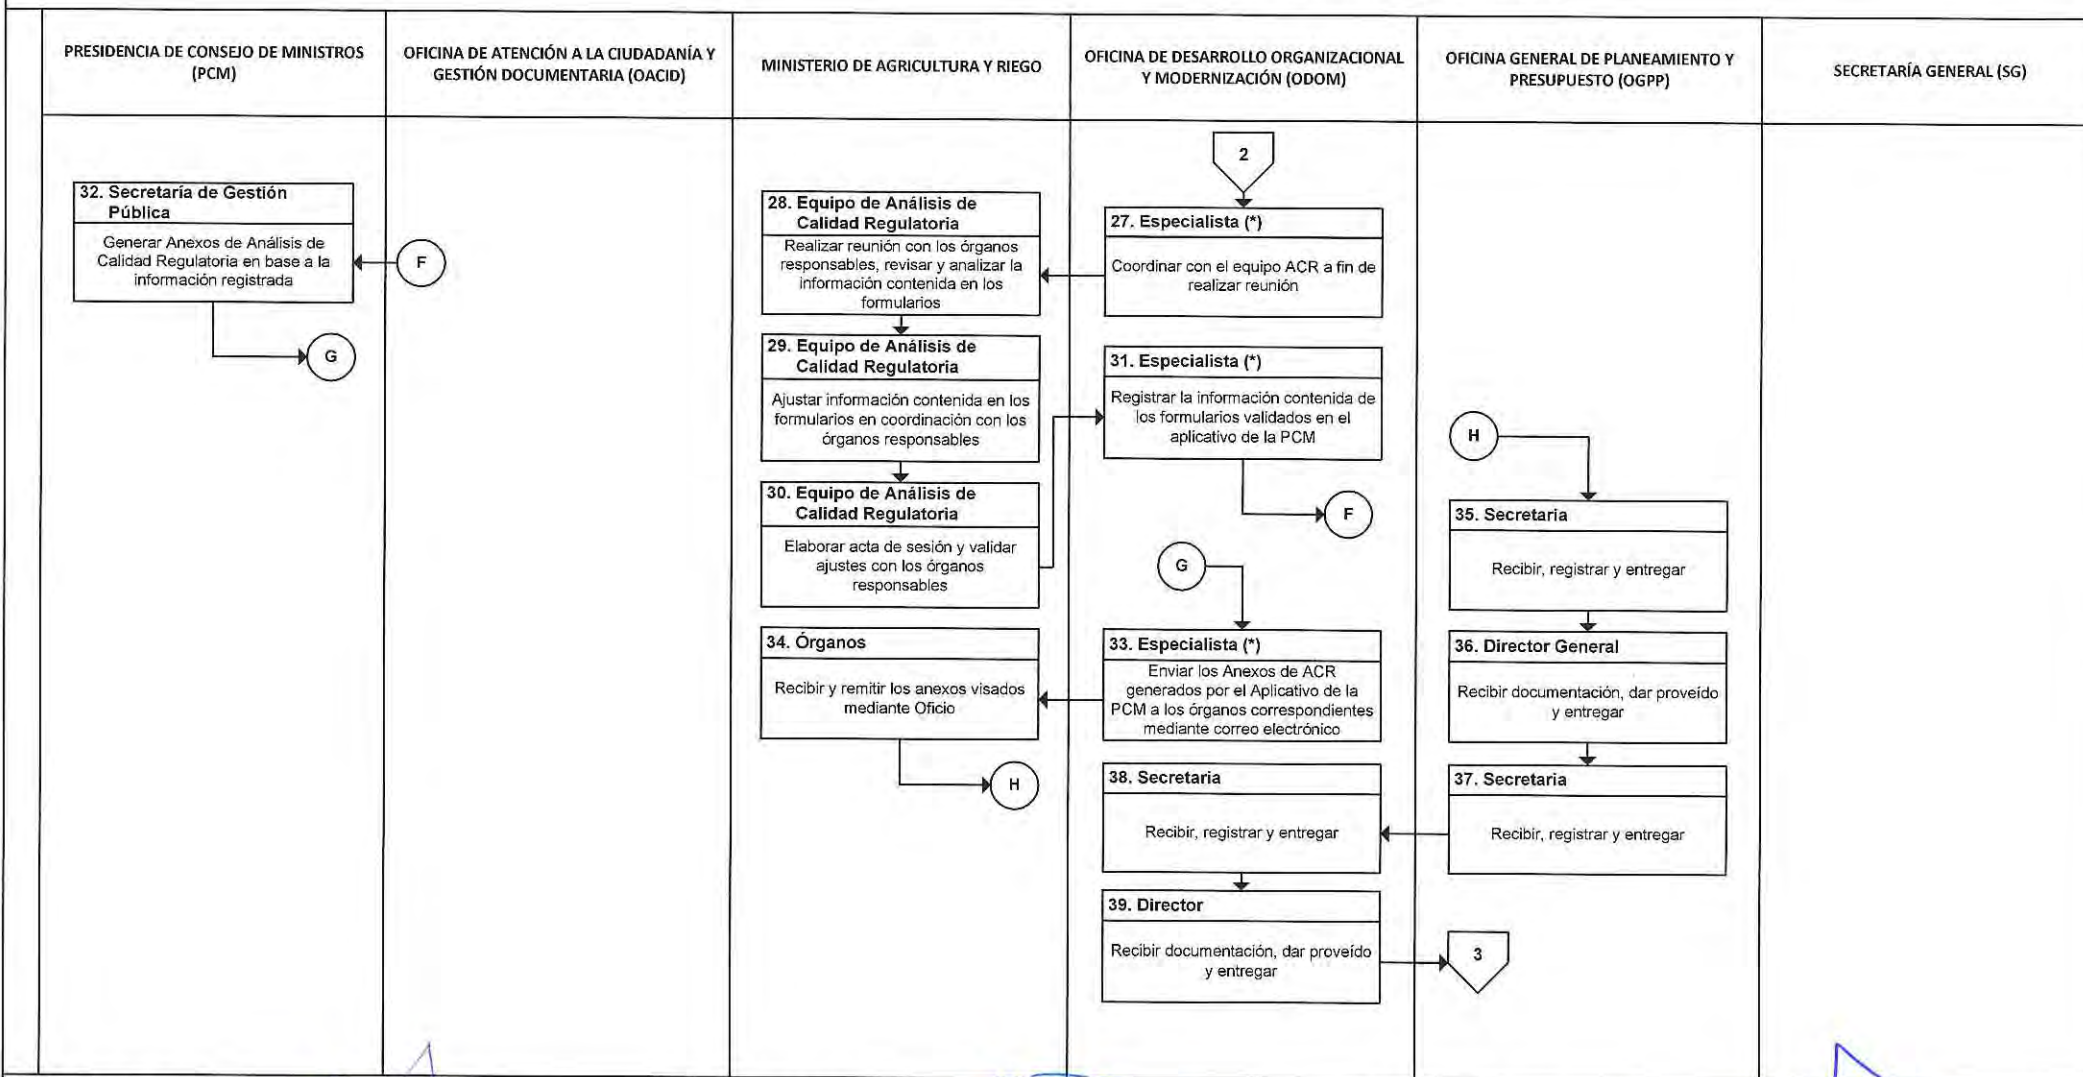 PRESIDENCIA DE CONSEJO DE MINISTROS
(PCM)
OFICINA DE ATENCIÓN A LA CIUDADANÍA Y
GESTIÓN DOCUMENTARIA (OACID)
MINISTERIO DE AGRICULTURA Y RIEGO
OFICINA DE DESARROLLO ORGANIZACIONAL
Y MODERNIZACIÓN (ODOM)
OFICINA GENERAL DE PLANEAMIENTO Y
PRESUPUESTO (OGPP)
SECRETARÍA GENERAL (SG)
32. Secretaría de Gestión
Pública
Generar Anexos de Análisis de
Calidad Regulatoria en base a la
información registrada
G
F
28. Equipo de Análisis de
Calidad Regulatoria
Realizar reunión con los órganos
responsables, revisar y analizar la
información contenida en los
formularios
29. Equipo de Análisis de
Calidad Regulatoria
Ajustar información contenida en los
formularios en coordinación con los
órganos responsables
30. Equipo de Análisis de
Calidad Regulatoria
Elaborar acta de sesión y validar
ajustes con los órganos
responsables
34. Órganos
Recibir y remitir los anexos visados
mediante Oficio
H
2
27. Especialista (*)
Coordinar con el equipo ACR a fin de
realizar reunión
31. Especialista (*)
Registrar la información contenida de
los formularios validados en el
aplicativo de la PCM
F
G
33. Especialista (*)
Enviar los Anexos de ACR
generados por el Aplicativo de la
PCM a los órganos correspondientes
mediante correo electrónico
38. Secretaria
Recibir, registrar y entregar
39. Director
Recibir documentación, dar proveído
y entregar
H
35. Secretaria
Recibir, registrar y entregar
36. Director General
Recibir documentación, dar proveído
y entregar
37. Secretaria
Recibir, registrar y entregar
3